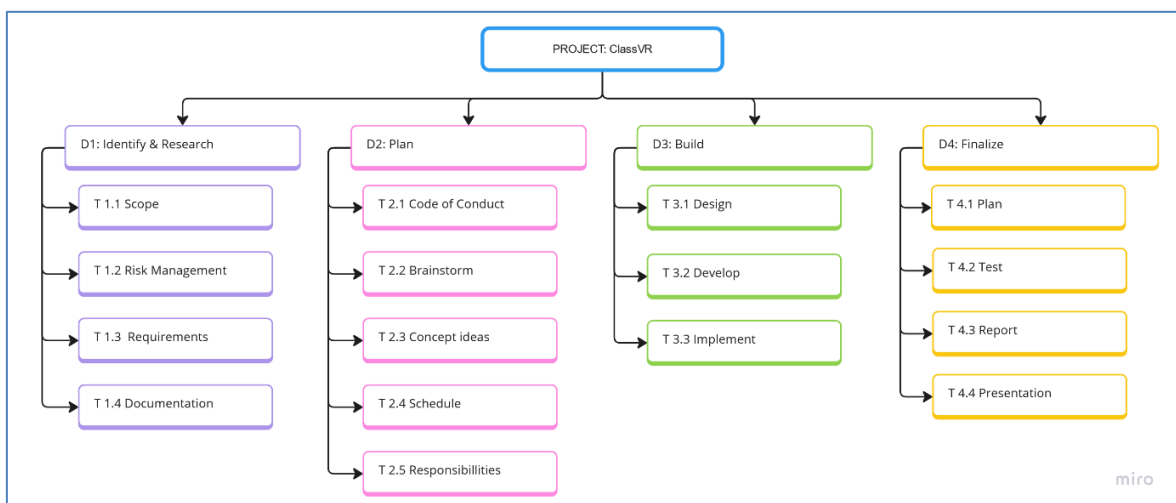 PROJECT: ClassVR
D1: Identify & Research
T 1.1 Scope
T 1.2 Risk Management
T 1.3 Requirements
T 1.4 Documentation
D2: Plan
T 2.1 Code of Conduct
T 2.2 Brainstorm
T 2.3 Concept ideas
T 2.4 Schedule
T 2.5 Responsibillities
D3: Build
T 3.1 Design
T 3.2 Develop
T 3.3 Implement
D4: Finalize
T 4.1 Plan
T 4.2 Test
T 4.3 Report
T 4.4 Presentation
miro